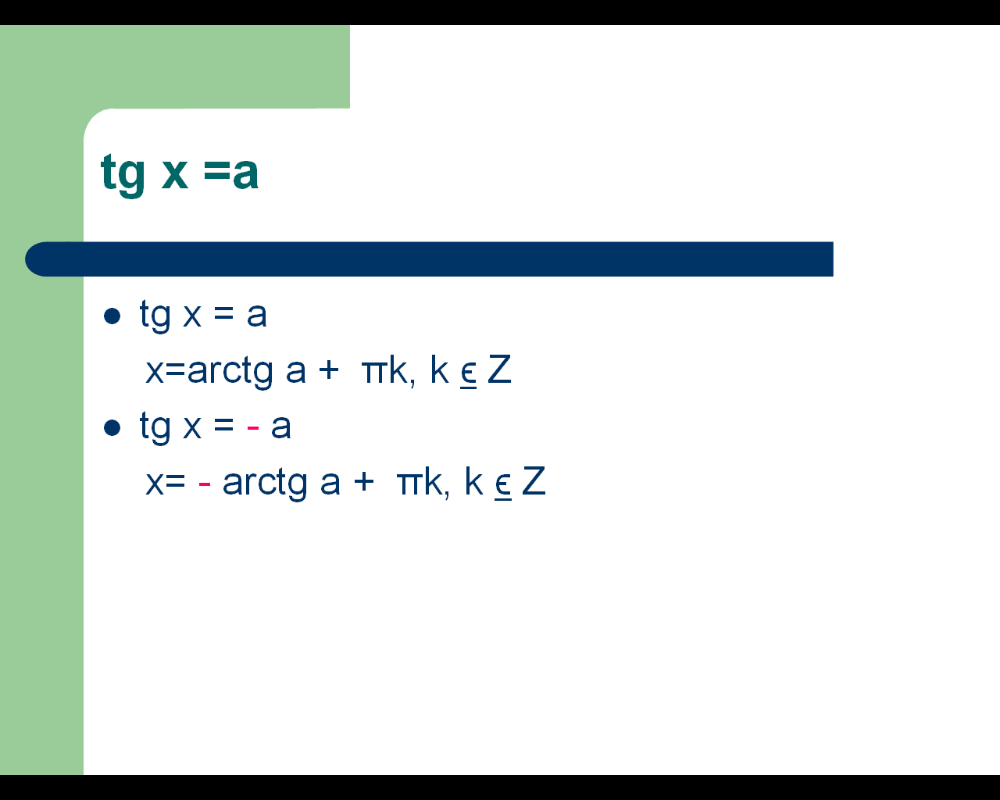 tg x =a
tg x = a
x=arctg a + πk, k ϵ Z
tg x = - a
x= - arctg a + πk, k ϵ Z